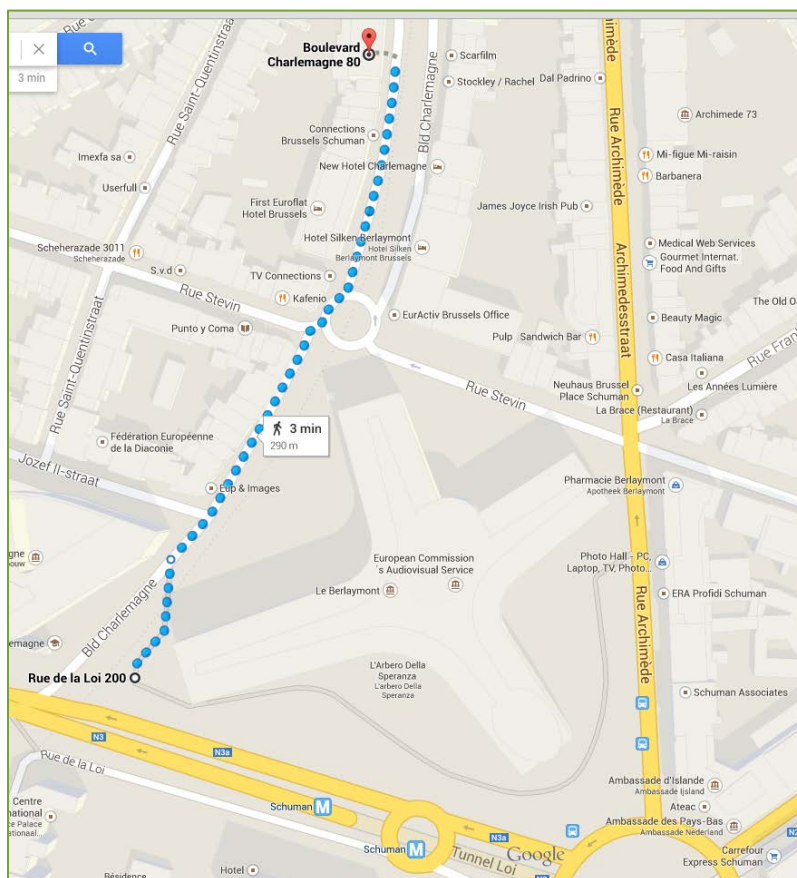 Boulevard
Charlemagne 80
3 min
Rue Saint-Quentinstraat
Bld Charlemagne
Scarfilm
Stockley / Rachel
Dal Padrino
Archimède
Rue Archimède
Archimede 73
Connections
Brussels Schuman
Mi-figue Mi-raisin
Imexfa sa
New Hotel Charlemagne
Barbanera
Userfull
First Euroflat
Hotel Brussels
James Joyce Irish Pub
Hotel Silken Berlaymont
Hotel Silken
Berlaymont Brussels
Medical Web Services
Gourmet Internat.
Food And Gifts
Scheherazade 3011
Scheherazade
S.v.d
TV Connections
Archimedesstraat
Rue Stevin
Kafenio
EurActiv Brussels Office
Beauty Magic
The Old
Punto y Coma
Pulp Sandwich Bar
Casa Italiana
Rue Saint-Quentinstraat
Rue Stevin
Les Années Lumière
Neuhaus Brussel
Place Schuman
La Brace (Restaurant)
La Brace
3 min
290 m
Fédération Européenne
de la Diaconie
Jozef II-straat
Eup & Images
Pharmacie Berlaymont
Apotheek Berlaymont
European Commission
's Audiovisual Service
Photo Hall - PC,
Laptop, TV, Photo...
Le Berlaymont
ERA Profidi Schuman
Bld Charlemagne
Rue Archimède
Rue de la Loi 200
L'Arbero Della
Speranza
L'arbero Della
Speranza
Schuman Associates
N3
N3a
Rue de la Loi
Ambassade d'Islande
Ambassade Ijsland
Centre
Schuman M
Ateac
Ambassade des Pays-Bas
Ambassade Nederland
N3a
Schuman M
Tunnel Loi
Google
Carrefour
Express Schuman
Hotel
Résidence